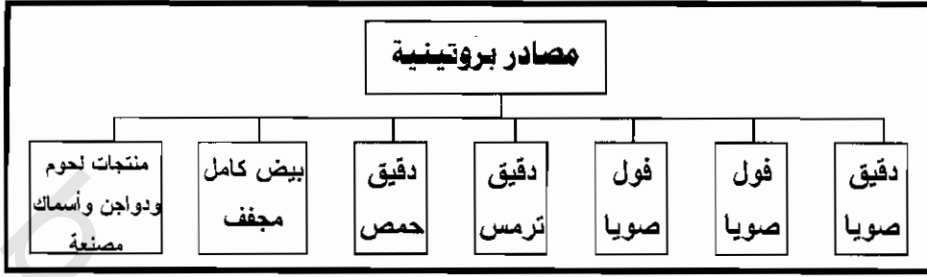 مصادر بروتينية
دقيق
صويا
فول
صويا
فول
صويا
دقيق
ترمس
دقيق
حمص
بيض كامل
مجفف
منتجات لحوم
ودواجن وأسماك
مصنعة